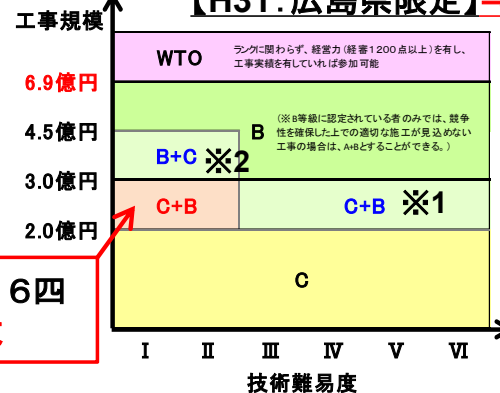 【H31:広島県限定】
工事規模
WTO
ランクに関わらず、経営力(経審1200点以上)を有し、
工事実績を有していれば参加可能
6.9億円
B
(※B等級に認定されている者のみでは、競争
性を確保した上での適切な施工が見込めない
工事の場合は、A+Bとすることができる。)
4.5億円
B+C ※2
3.0億円
C+B
C+B ※1
2.0億円
C
6四
Ⅰ Ⅱ Ⅲ Ⅳ Ⅴ Ⅵ
技術難易度